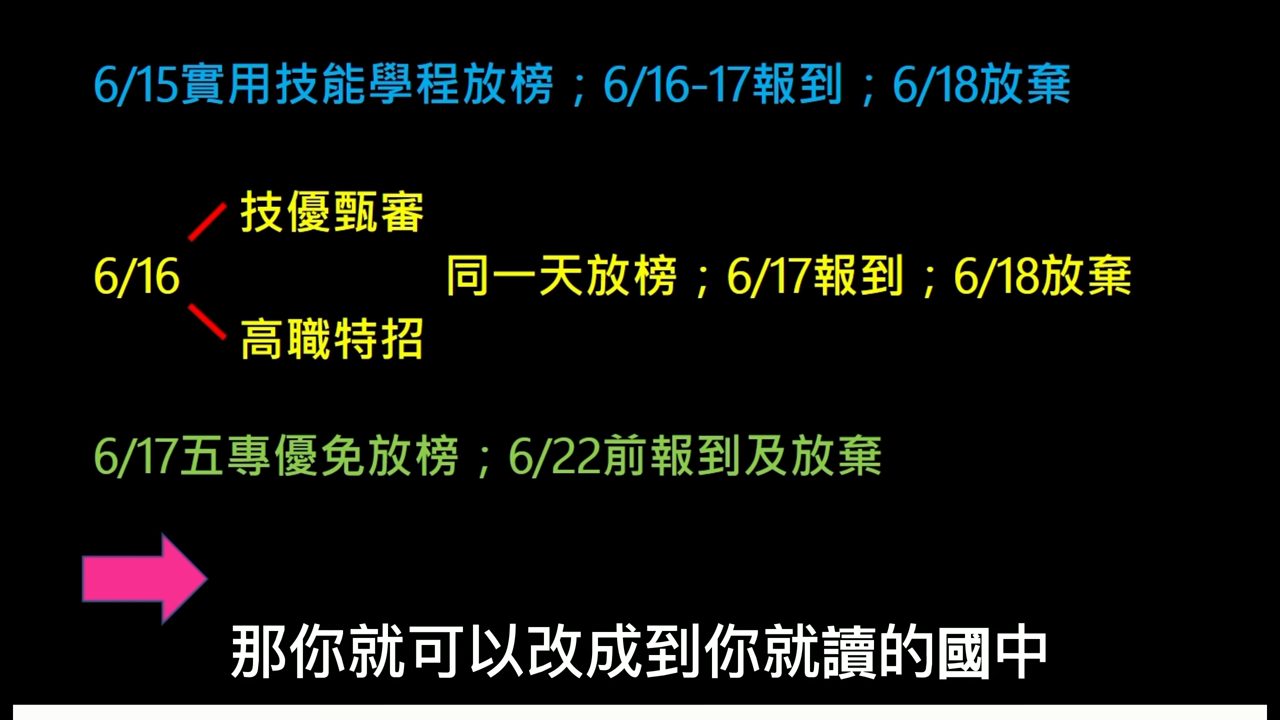 6/15實用技能學程放榜；6/16-17報到；6/18放棄
技優甄審
6/16 同一天放榜；6/17報到；6/18放棄
高職特招
6/17五專優免放榜；6/22前報到及放棄
那你就可以改成到你就讀的國中